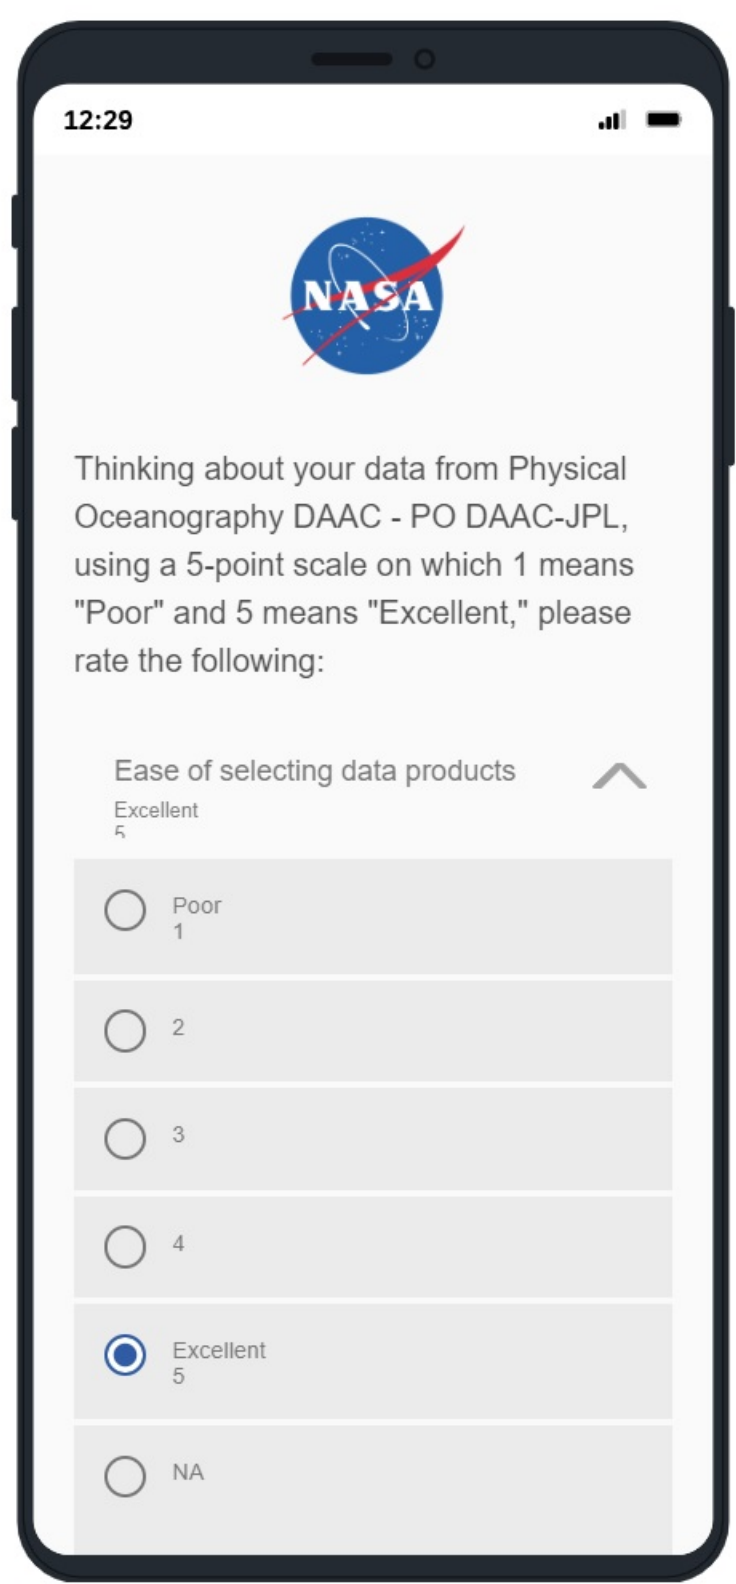 12:29
NASA
Thinking about your data from Physical
Oceanography DAAC - PO DAAC-JPL,
using a 5-point scale on which 1 means
"Poor" and 5 means "Excellent," please
rate the following:
Ease of selecting data products
Excellent
5
Poor
1
2
3
4
Excellent
5
NA